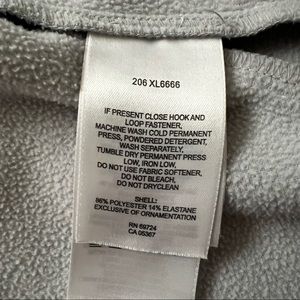 206 XL6666
IF PRESENT CLOSE HOOK AND
LOOP FASTENER,
MACHINE WASH COLD PERMANENT
PRESS, POWDERED DETERGENT,
WASH SEPARATELY,
TUMBLE DRY PERMANENT PRESS
LOW, IRON LOW,
DO NOT USE FABRIC SOFTENER,
DO NOT BLEACH,
DO NOT DRYCLEAN
SHELL:
86% POLYESTER 14% ELASTANE
EXCLUSIVE OF ORNAMENTATION
RN 69724
CA 05367